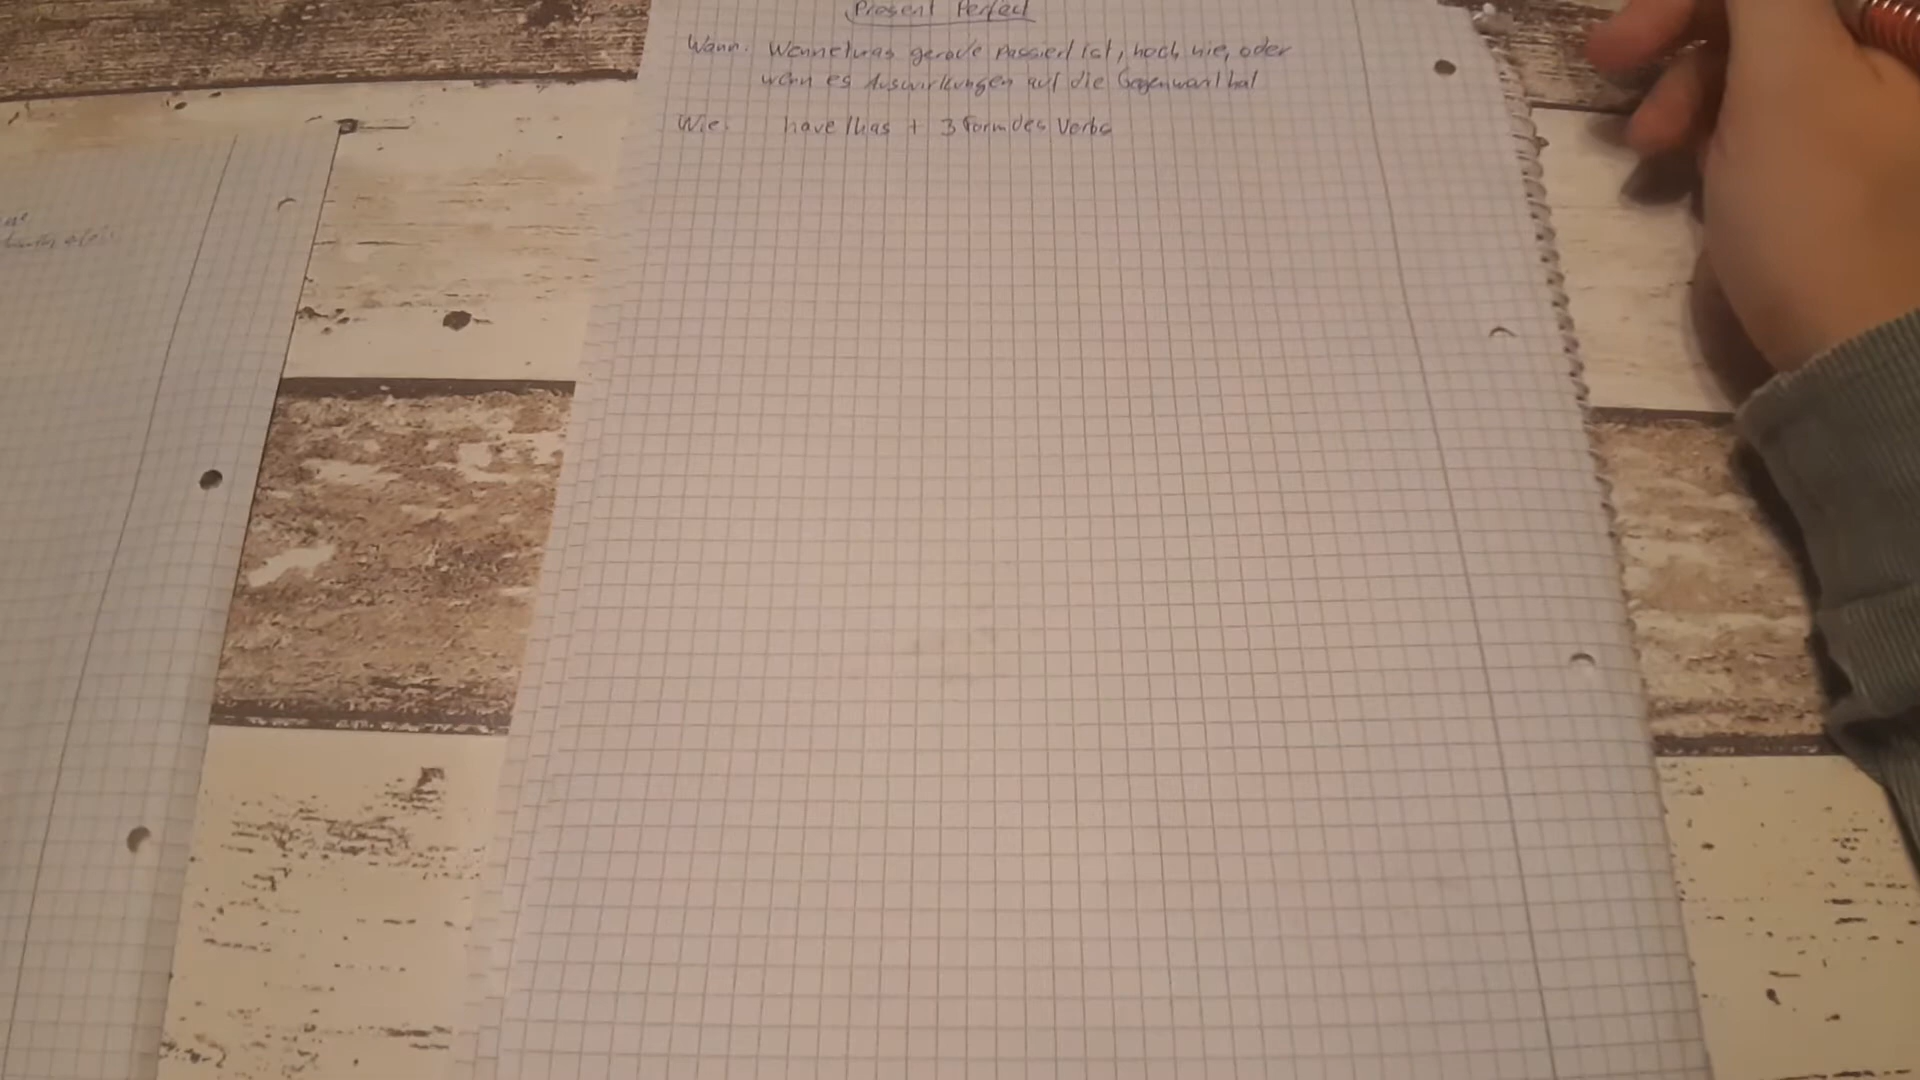 Present Perfect
Wann: Wenn etwas gerade passiert ist, noch nie, oder
wenn es Auswirkungen auf die Gegenwart hat
Wie: have/has + 3 Form des Verbs